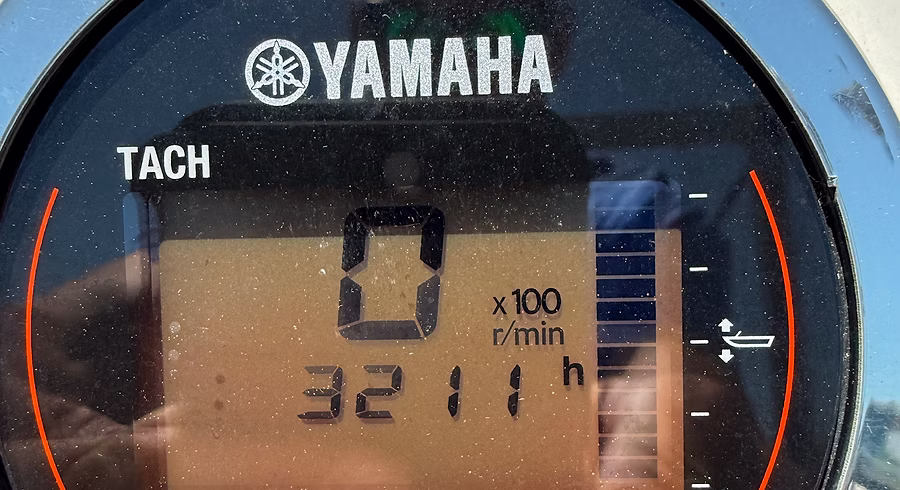 YAMAHA
TACH
0
x100
r/min
3211 h